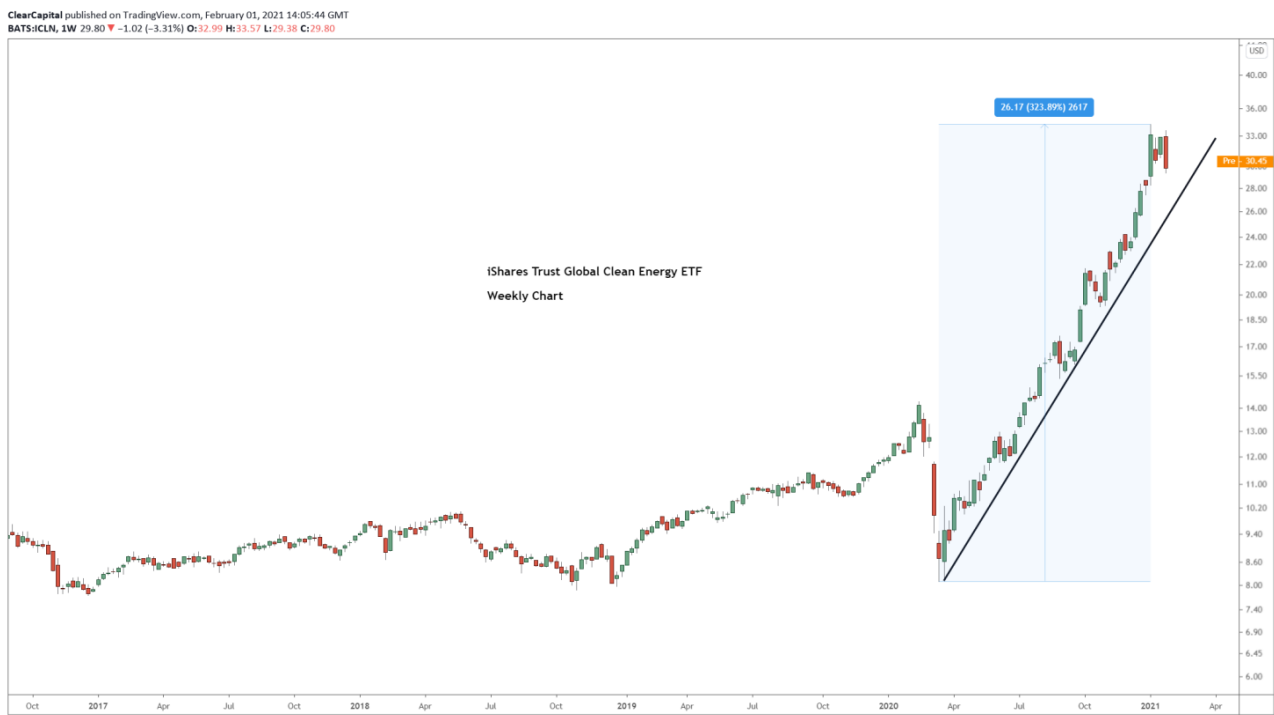 ClearCapital published on TradingView.com, February 01, 2021 14:05:44 GMT
BATS:ICLN, 1W 29.80 ▼ −1.02 (−3.31%) O:32.99 H:33.57 L:29.38 C:29.80
USD
40.00
26.17 (323.89%) 2617
36.00
33.00
Pre 30.45
28.00
26.00
24.00
iShares Trust Global Clean Energy ETF
22.00
Weekly Chart
20.00
18.50
17.00
15.50
14.00
13.00
12.00
11.00
10.20
9.40
8.60
8.00
7.40
6.90
6.45
6.00
Oct 2017 Apr Jul Oct 2018 Apr Jul Oct 2019 Apr Jul Oct 2020 Apr Jul Oct 2021 Apr